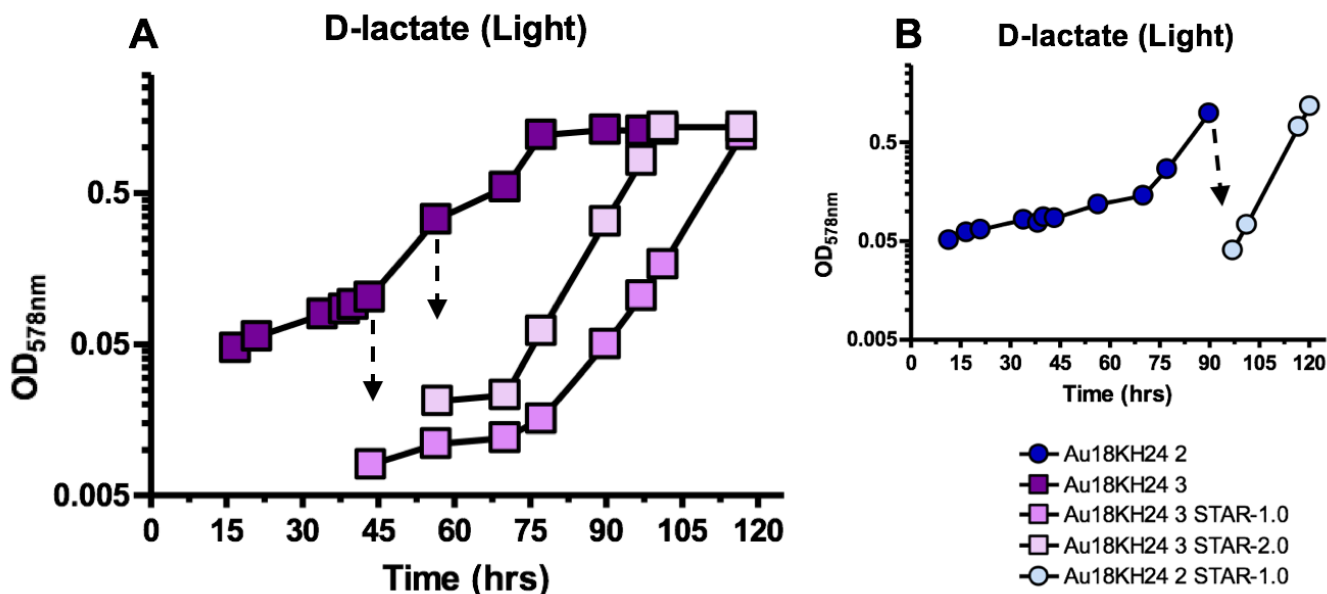 A
D-lactate (Light)
0.5
0.05
0.005
OD578nm
0 15 30 45 60 75 90 105 120
Time (hrs)
B
D-lactate (Light)
0.5
0.05
0.005
OD578nm
0 15 30 45 60 75 90 105 120
Time (hrs)
Au18KH24 2
Au18KH24 3
Au18KH24 3 STAR-1.0
Au18KH24 3 STAR-2.0
Au18KH24 2 STAR-1.0